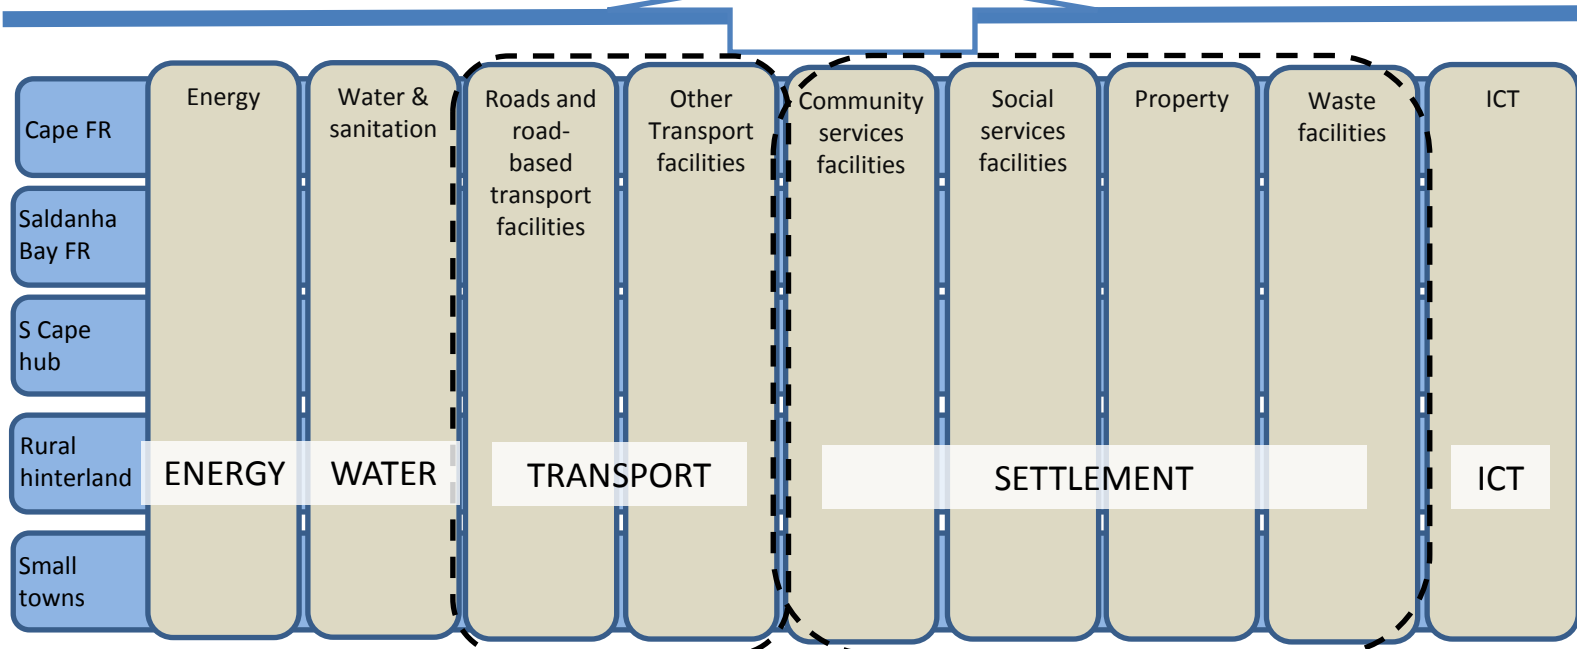 Energy
Water &
sanitation
Roads and
road-
based
transport
facilities
Other
Transport
facilities
Community
services
facilities
Social
services
facilities
Property
Waste
facilities
ICT
Cape FR
Saldanha
Bay FR
S Cape
hub
Rural
hinterland
Small
towns
ENERGY
WATER
TRANSPORT
SETTLEMENT
ICT